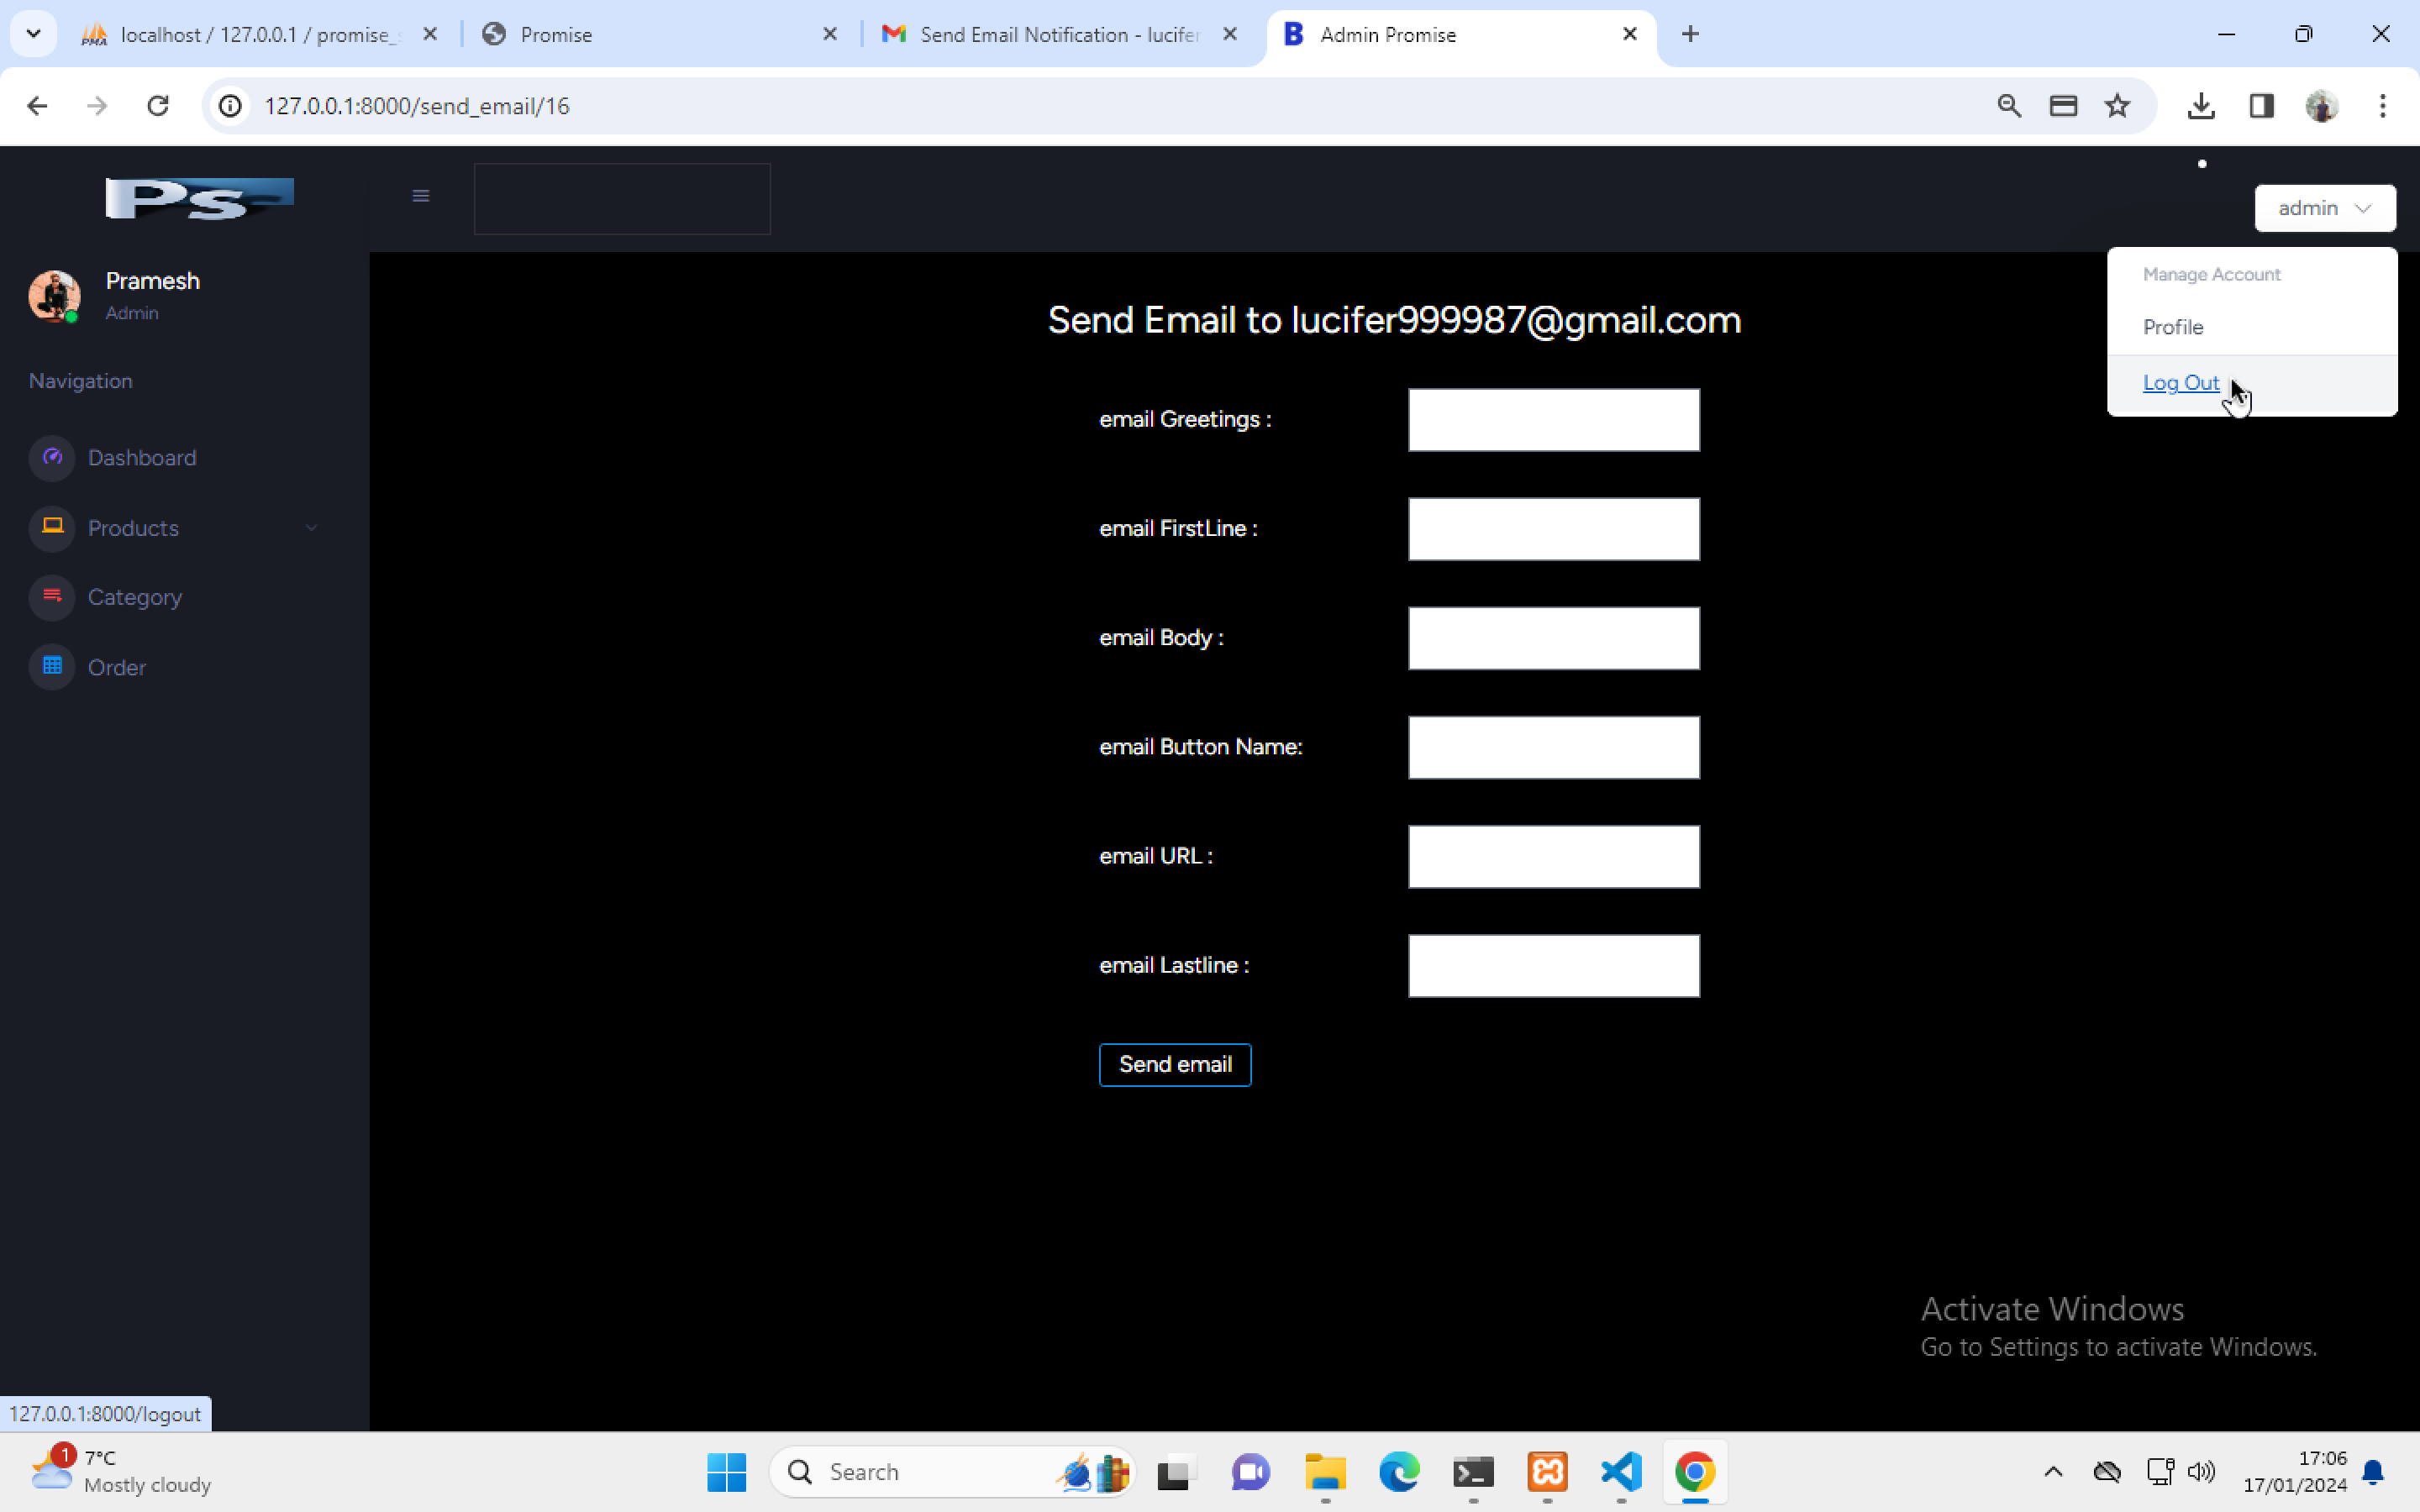 localhost / 127.0.0.1 / promise_s
Promise
Send Email Notification - lucifer
Admin Promise
127.0.0.1:8000/send_email/16
Ps
admin
Manage Account
Profile
Log Out
Pramesh
Admin
Navigation
Dashboard
Products
Category
Order
Send Email to lucifer999987@gmail.com
email Greetings :
email FirstLine :
email Body :
email Button Name:
email URL :
email Lastline :
Send email
Activate Windows
Go to Settings to activate Windows.
127.0.0.1:8000/logout
1
7°C
Mostly cloudy
Search
17:06
17/01/2024